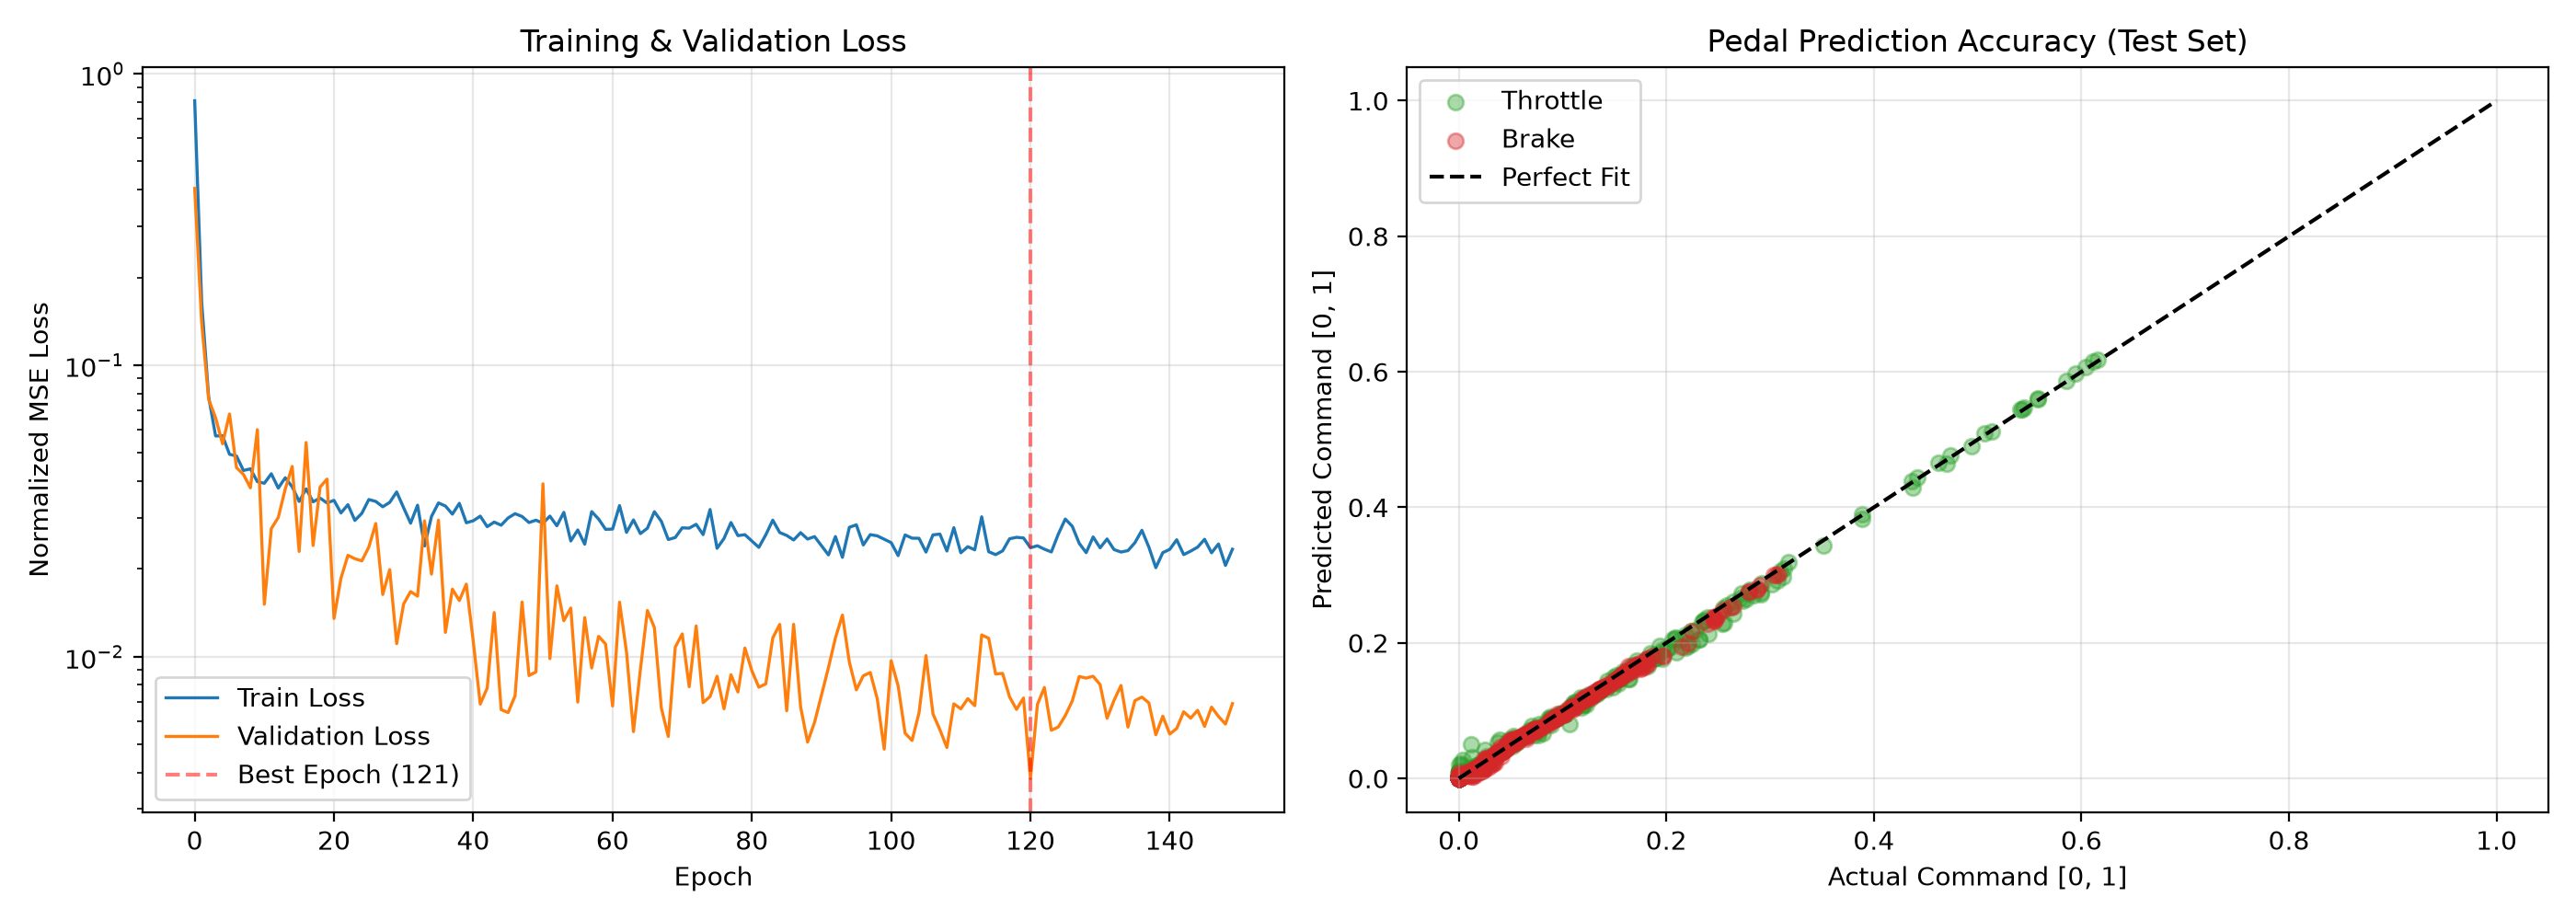 Training & Validation Loss
Normalized MSE Loss
10⁰
10⁻¹
10⁻²
Train Loss
Validation Loss
Best Epoch (121)
0 20 40 60 80 100 120 140
Epoch
Pedal Prediction Accuracy (Test Set)
Predicted Command [0, 1]
1.0
0.8
0.6
0.4
0.2
0.0
Throttle
Brake
Perfect Fit
0.0 0.2 0.4 0.6 0.8 1.0
Actual Command [0, 1]